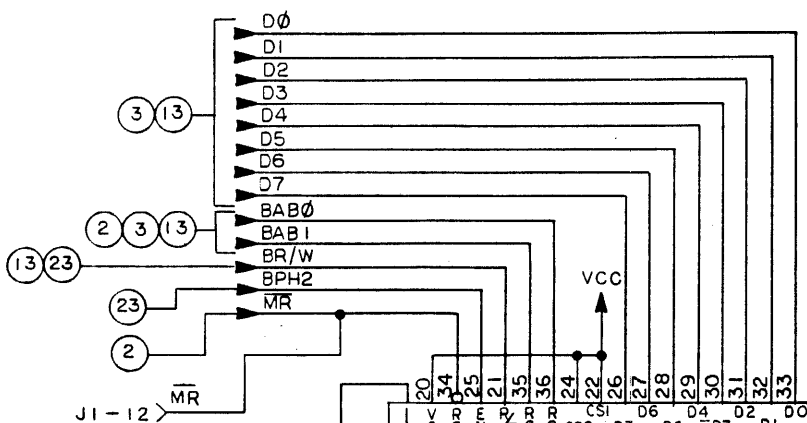 DØ
D1
D2
D3
3 13
D4
D5
D6
D7
BABØ
2 3 13
BAB1
BR/W
13 23
BPH2
23
VCC
MR
2
MR
J1-12
20 34 25 21 35 36 24 22 26 27 28 29 30 31 32 33
V R E R/ R R CS1 D6 D4 D2 D0